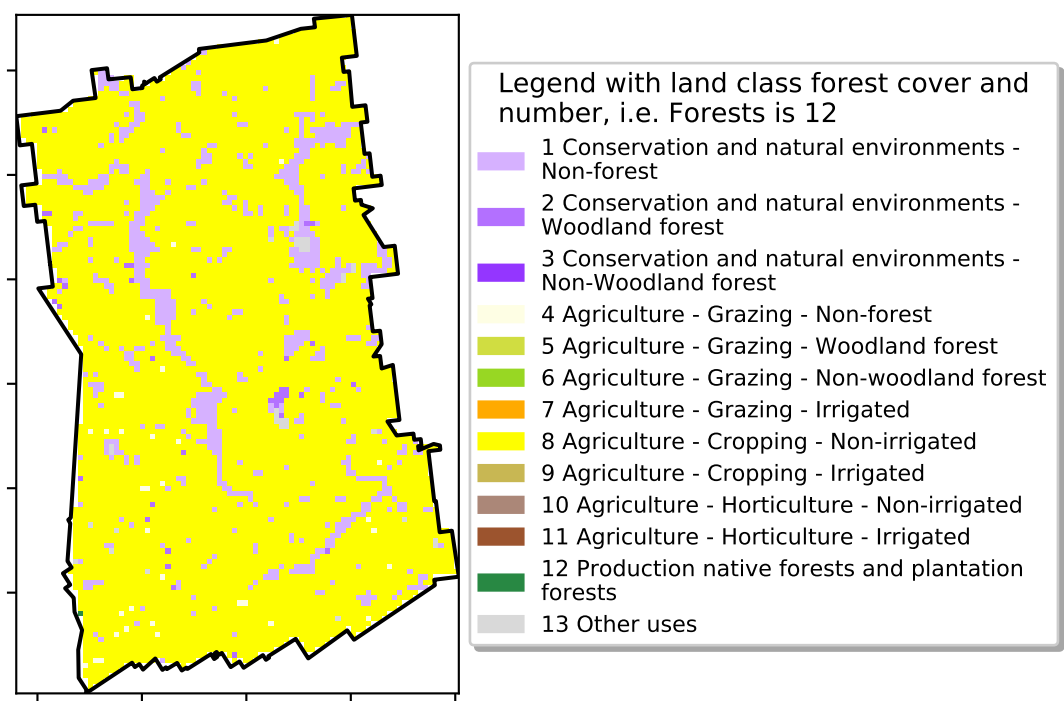 Legend with land class forest cover and
number, i.e. Forests is 12
1 Conservation and natural environments -
Non-forest
2 Conservation and natural environments -
Woodland forest
3 Conservation and natural environments -
Non-Woodland forest
4 Agriculture - Grazing - Non-forest
5 Agriculture - Grazing - Woodland forest
6 Agriculture - Grazing - Non-woodland forest
7 Agriculture - Grazing - Irrigated
8 Agriculture - Cropping - Non-irrigated
9 Agriculture - Cropping - Irrigated
10 Agriculture - Horticulture - Non-irrigated
11 Agriculture - Horticulture - Irrigated
12 Production native forests and plantation
forests
13 Other uses